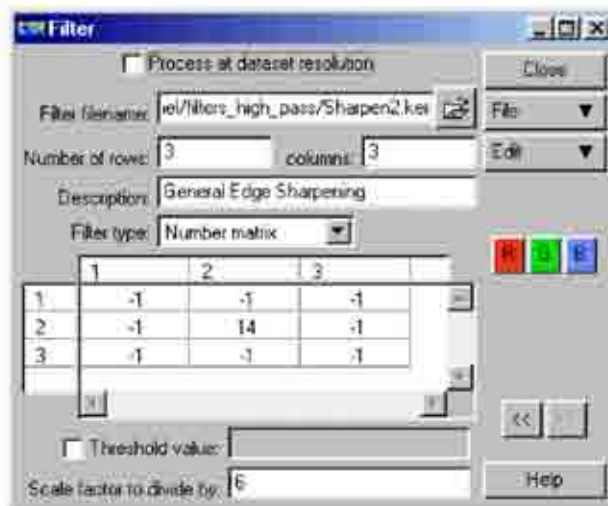 Filter
Process at dataset resolution
Close
Filter filename: iel/filters_high_pass/Sharpen2.ker
File
Number of rows: 3 columns: 3
Edit
Description: General Edge Sharpening
Filter type: Number matrix
R G B
1 2 3
1 -1 -1 -1
2 -1 14 -1
3 -1 -1 -1
<<
Threshold value:
Scale factor to divide by: 6
Help